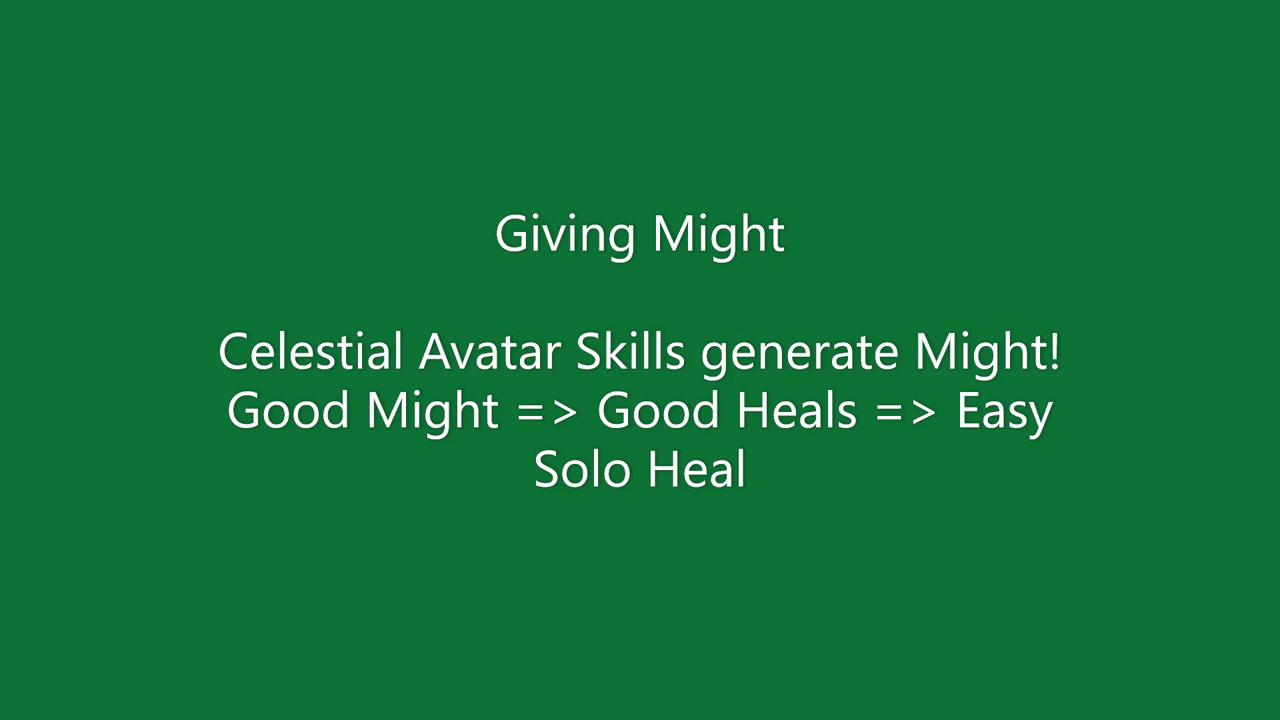 Giving Might
Celestial Avatar Skills generate Might!
Good Might => Good Heals => Easy
Solo Heal